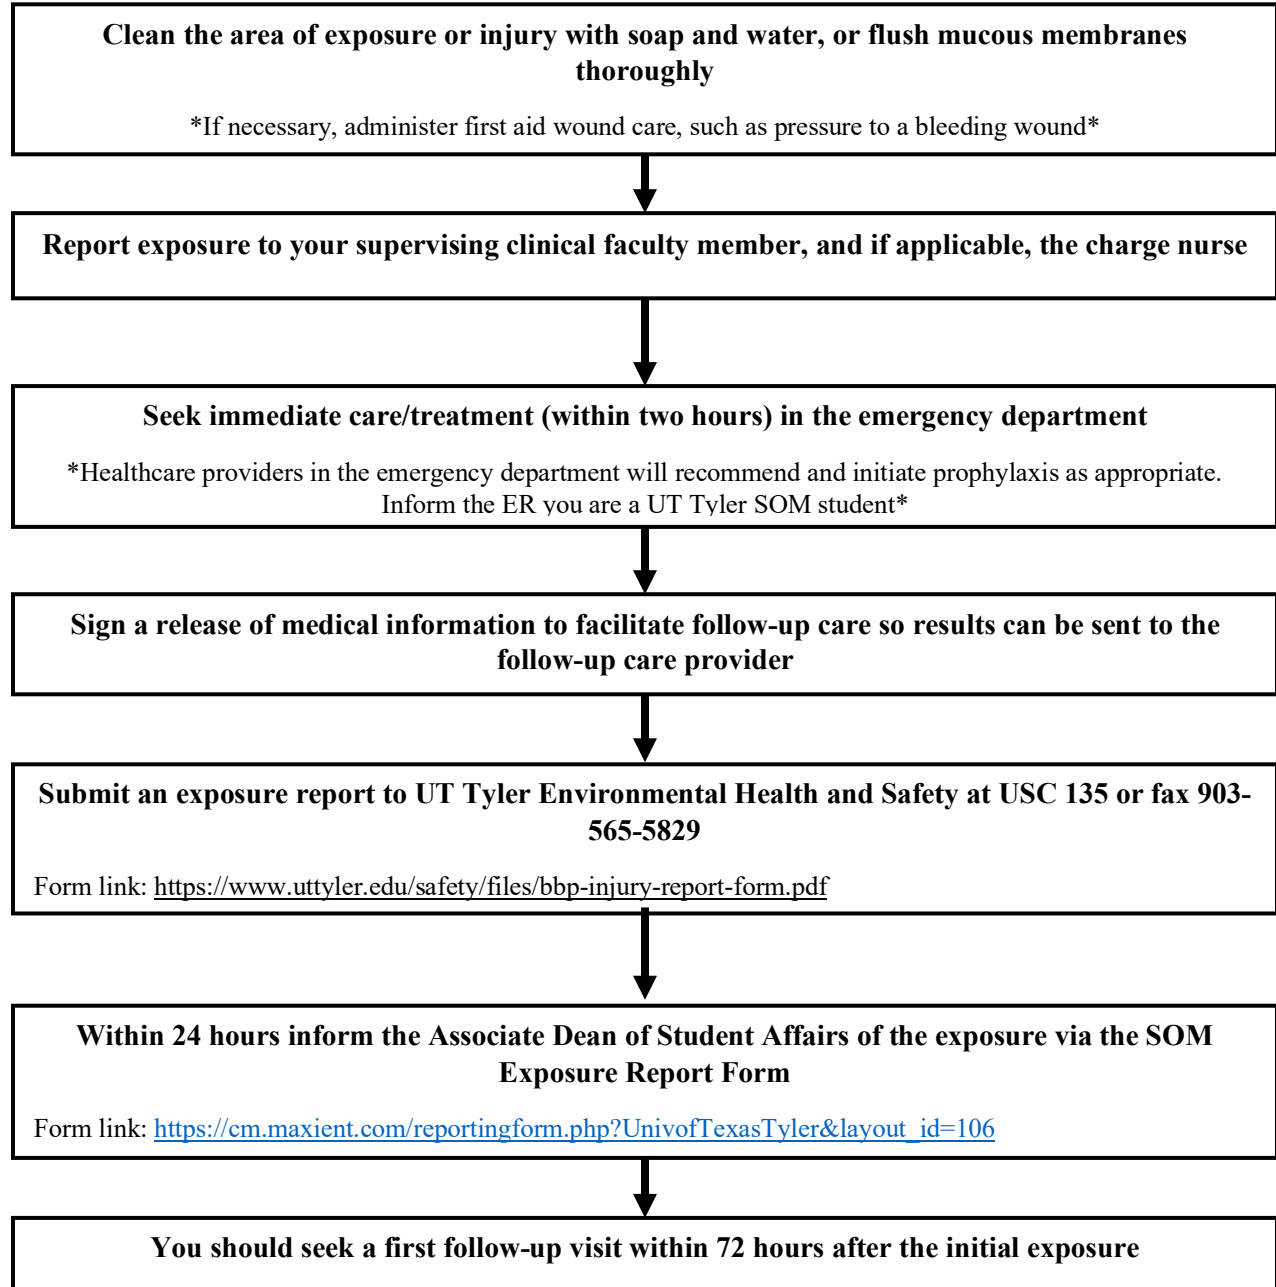 Clean the area of exposure or injury with soap and water, or flush mucous membranes
thoroughly
*If necessary, administer first aid wound care, such as pressure to a bleeding wound*
Report exposure to your supervising clinical faculty member, and if applicable, the charge nurse
Seek immediate care/treatment (within two hours) in the emergency department
*Healthcare providers in the emergency department will recommend and initiate prophylaxis as appropriate.
Inform the ER you are a UT Tyler SOM student*
Sign a release of medical information to facilitate follow-up care so results can be sent to the
follow-up care provider
Submit an exposure report to UT Tyler Environmental Health and Safety at USC 135 or fax 903-
565-5829
Form link: https://www.uttyler.edu/safety/files/bbp-injury-report-form.pdf
Within 24 hours inform the Associate Dean of Student Affairs of the exposure via the SOM
Exposure Report Form
Form link: https://cm.maxient.com/reportingform.php?UnivofTexasTyler&layout_id=106
You should seek a first follow-up visit within 72 hours after the initial exposure